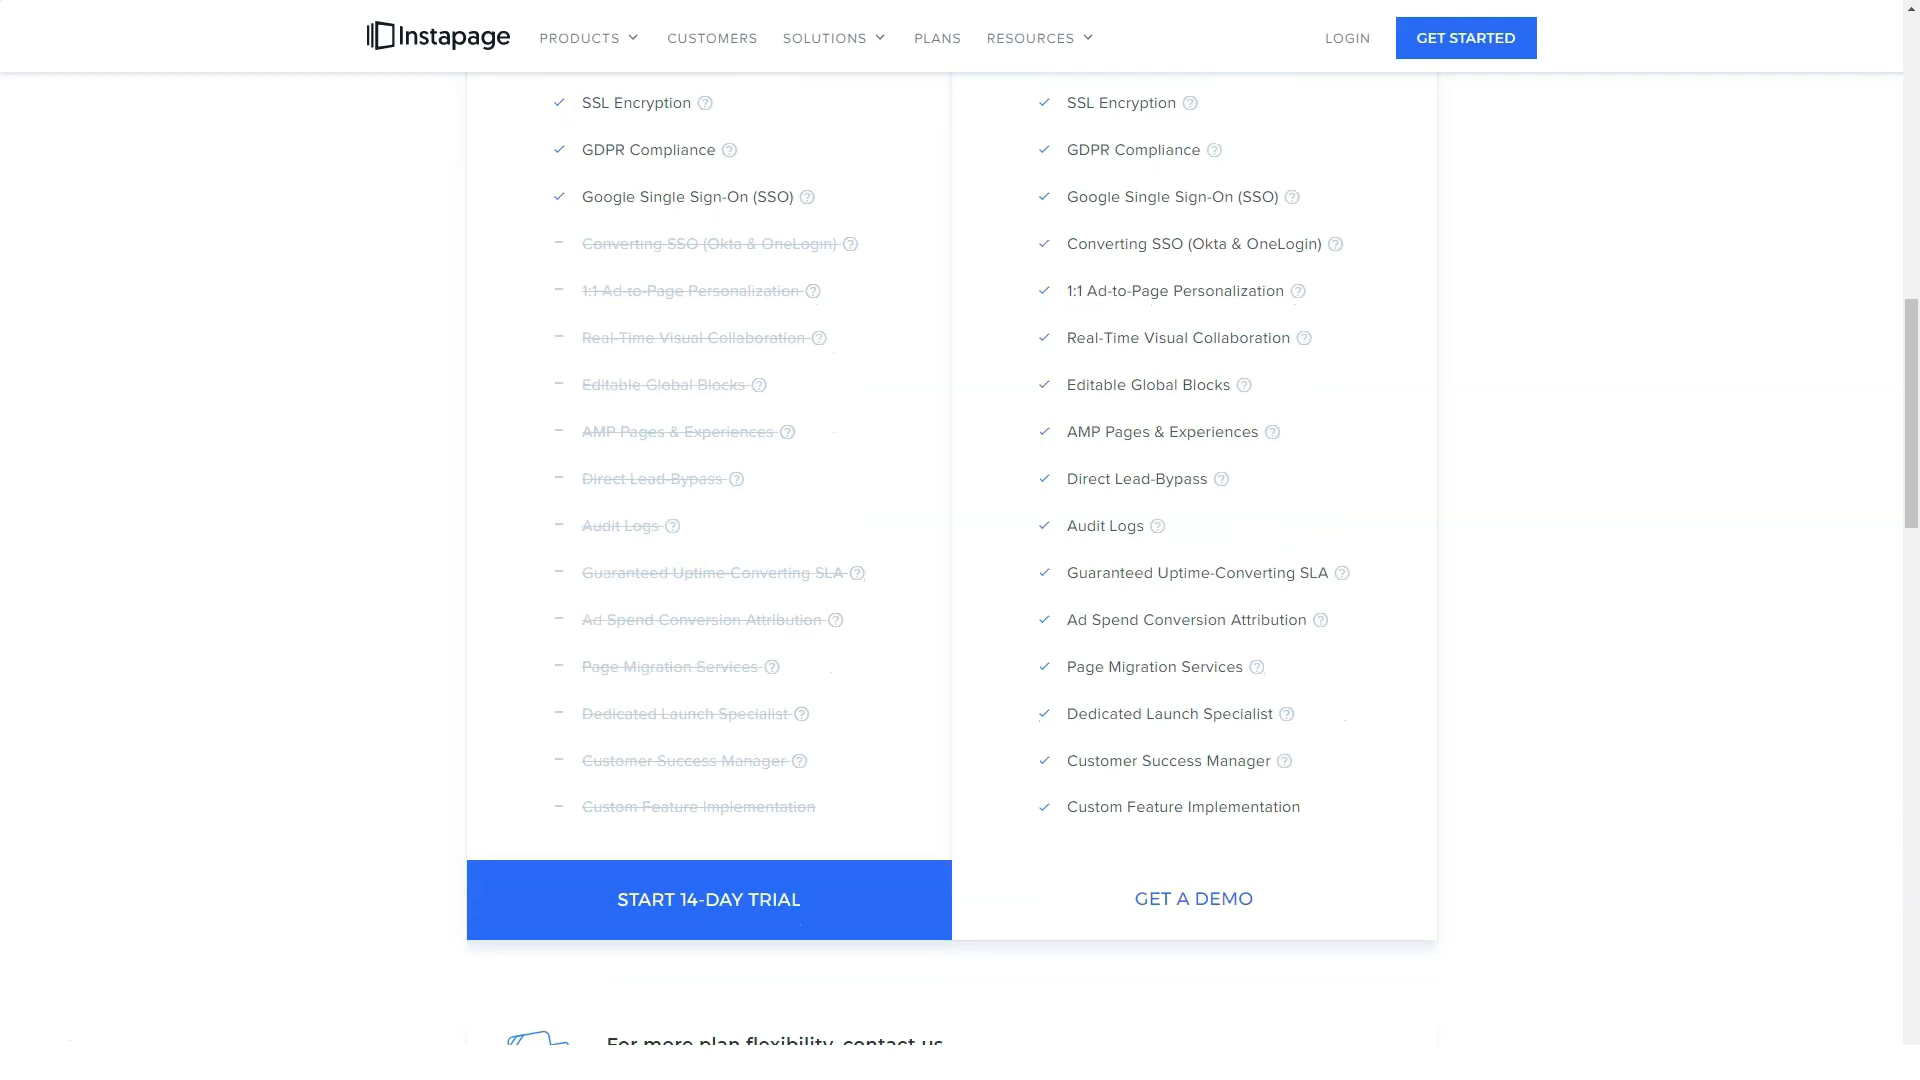 Instapage PRODUCTS CUSTOMERS SOLUTIONS PLANS RESOURCES LOGIN GET STARTED
SSL Encryption
GDPR Compliance
Google Single Sign-On (SSO)
Converting SSO (Okta & OneLogin)
1:1 Ad-to-Page Personalization
Real-Time Visual Collaboration
Editable Global Blocks
AMP Pages & Experiences
Direct Lead-Bypass
Audit Logs
Guaranteed Uptime-Converting SLA
Ad Spend Conversion Attribution
Page Migration Services
Dedicated Launch Specialist
Customer Success Manager
Custom Feature Implementation
START 14-DAY TRIAL
SSL Encryption
GDPR Compliance
Google Single Sign-On (SSO)
Converting SSO (Okta & OneLogin)
1:1 Ad-to-Page Personalization
Real-Time Visual Collaboration
Editable Global Blocks
AMP Pages & Experiences
Direct Lead-Bypass
Audit Logs
Guaranteed Uptime-Converting SLA
Ad Spend Conversion Attribution
Page Migration Services
Dedicated Launch Specialist
Customer Success Manager
Custom Feature Implementation
GET A DEMO
For more plan flexibility, contact us